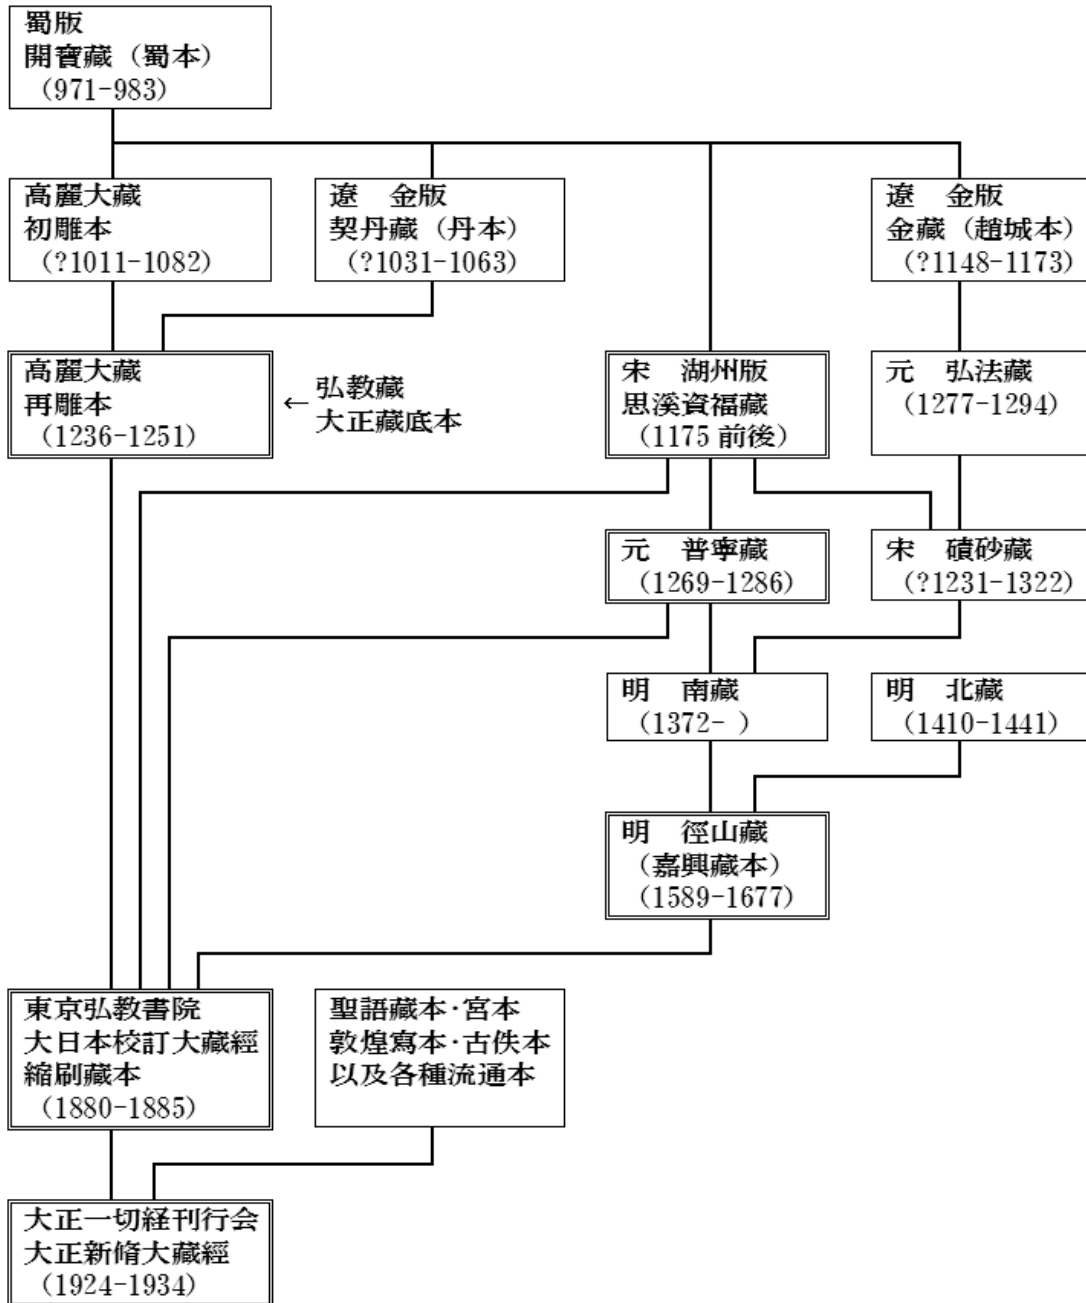 蜀版
開寶藏（蜀本）
（971-983）
高麗大藏
初雕本
（?1011-1082）
遼　金版
契丹藏（丹本）
（?1031-1063）
遼　金版
金藏（趙城本）
（?1148-1173）
高麗大藏
再雕本
（1236-1251）
← 弘教藏
大正藏底本
宋　湖州版
思溪資福藏
（1175 前後）
元　弘法藏
（1277-1294）
元　普寧藏
（1269-1286）
宋　磧砂藏
（?1231-1322）
明　南藏
（1372- ）
明　北藏
（1410-1441）
明　徑山藏
（嘉興藏本）
（1589-1677）
東京弘教書院
大日本校訂大藏經
縮刷藏本
（1880-1885）
聖語藏本·宮本
敦煌寫本·古佚本
以及各種流通本
大正一切経刊行会
大正新脩大藏經
（1924-1934）